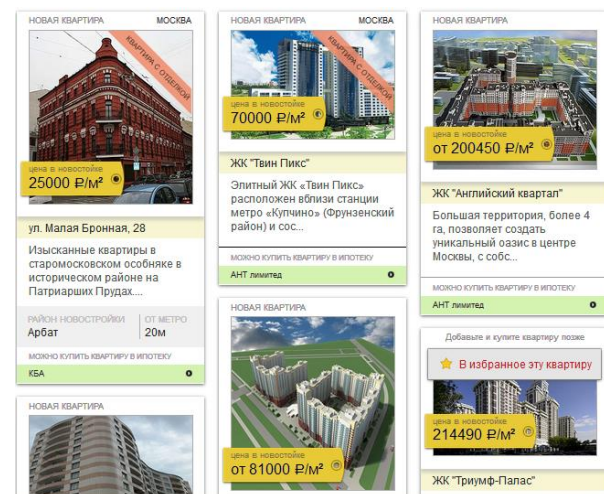 НОВАЯ КВАРТИРА МОСКВА
КВАРТИРА С ОТДЕЛКОЙ
цена в новостойке
25000 ₽/м²
ул. Малая Бронная, 28
Изысканные квартиры в
старомосковском особняке в
историческом районе на
Патриарших Прудах....
РАЙОН НОВОСТРОЙКИ ОТ МЕТРО
Арбат 20м
МОЖНО КУПИТЬ КВАРТИРУ В ИПОТЕКУ
КБА 0
НОВАЯ КВАРТИРА
НОВАЯ КВАРТИРА МОСКВА
КВАРТИРА С ОТДЕЛКОЙ
цена в новостойке
70000 ₽/м²
ЖК "Твин Пикс"
Элитный ЖК «Твин Пикс»
расположен вблизи станции
метро «Купчино» (Фрунзенский
район) и сос...
МОЖНО КУПИТЬ КВАРТИРУ В ИПОТЕКУ
АНТ лимитед 0
НОВАЯ КВАРТИРА
цена в новостойке
от 81000 ₽/м²
НОВАЯ КВАРТИРА
цена в новостойке
от 200450 ₽/м²
ЖК "Английский квартал"
Большая территория, более 4
га, позволяет создать
уникальный оазис в центре
Москвы, с собс...
МОЖНО КУПИТЬ КВАРТИРУ В ИПОТЕКУ
АНТ лимитед 0
Добавьте и купите квартиру позже
В избранное эту квартиру
цена в новостойке
214490 ₽/м²
ЖК "Триумф-Палас"